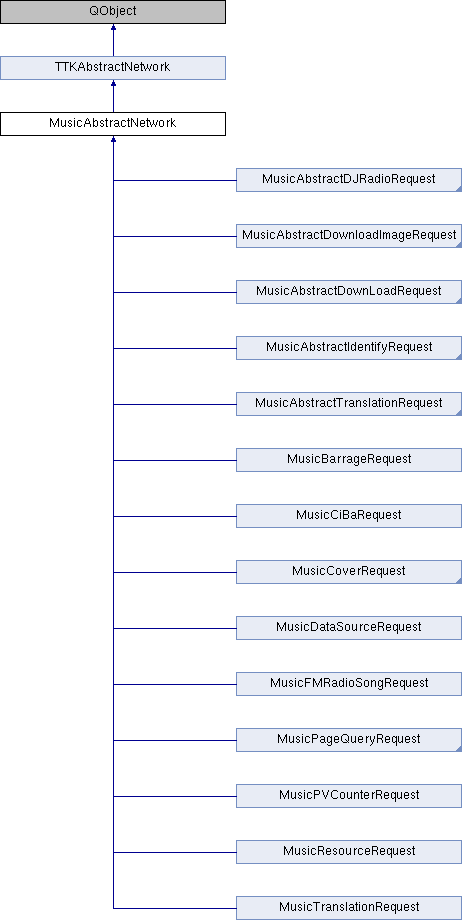 QObject
TTKAbstractNetwork
MusicAbstractNetwork
MusicAbstractDJRadioRequest
MusicAbstractDownloadImageRequest
MusicAbstractDownLoadRequest
MusicAbstractIdentifyRequest
MusicAbstractTranslationRequest
MusicBarrageRequest
MusicCiBaRequest
MusicCoverRequest
MusicDataSourceRequest
MusicFMRadioSongRequest
MusicPageQueryRequest
MusicPVCounterRequest
MusicResourceRequest
MusicTranslationRequest